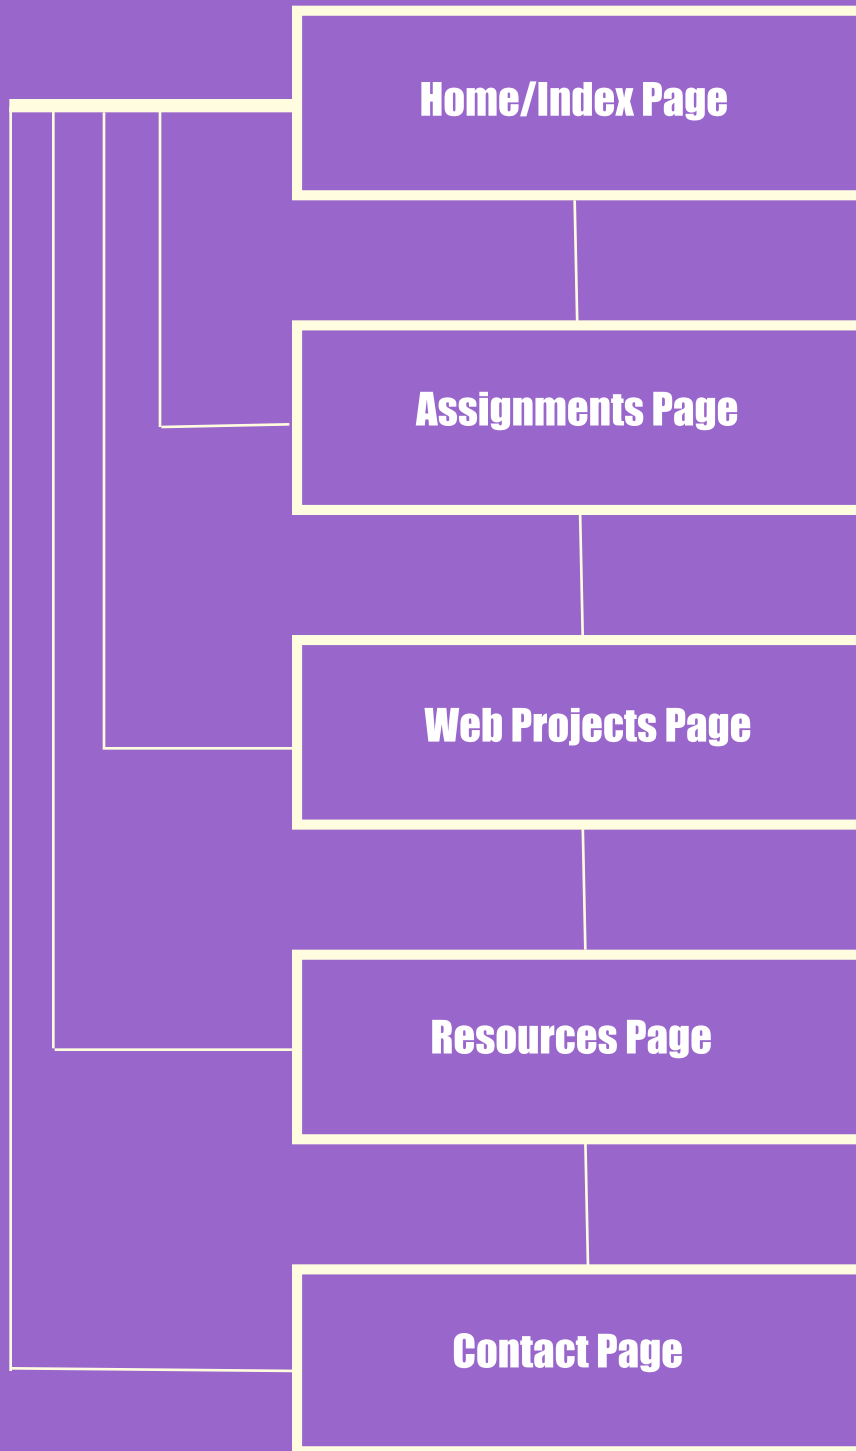 Home/Index Page
Assignments Page
Web Projects Page
Resources Page
Contact Page